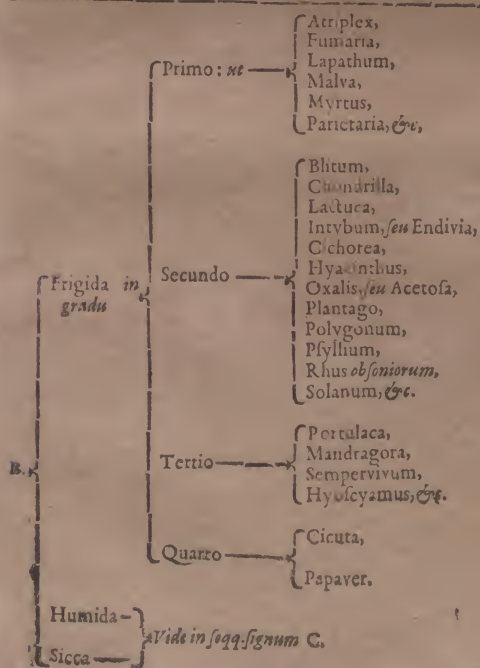 Atriplex,
Fumaria,
Lapathum,
Primo: ut
Malva,
Myrtus,
Parietaria, &c,
Blitum,
Chondrilla,
Lactuca,
Intybum, ſeu Endivia,
Cichorea,
Hyacinthus,
Frigida in gradu
Secundo
Oxalis, ſeu Acetoſa,
Plantago,
Polygonum,
Pſyllium,
Rhus obſoniorum,
Solanum, &c.
Portulaca,
Mandragora,
Tertio
Sempervivum,
Hyoſcyamus, &c.
B.
Cicuta,
Quarto
Papaver.
Humida
Vide in ſeqq. ſignum C.
Sicca